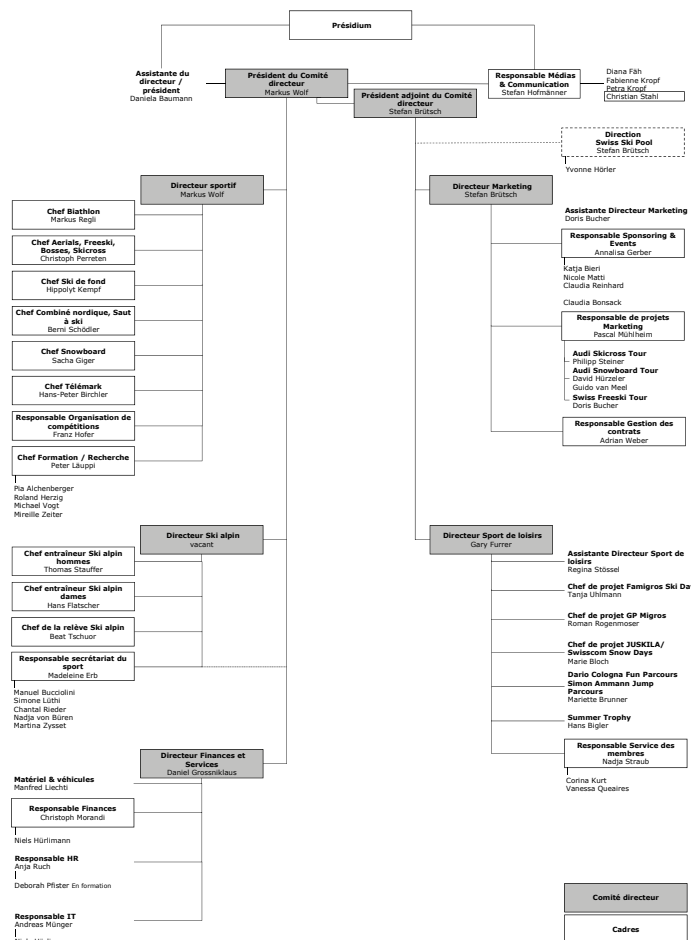 Présidium
Assistante du
directeur /
président
Daniela Baumann
Président du Comité
directeur
Markus Wolf
Président adjoint du Comité
directeur
Stefan Brütsch
Responsable Médias
& Communication
Stefan Hofmänner
Diana Fäh
Fabienne Kropf
Petra Kropf
Christian Stahl
Direction
Swiss Ski Pool
Stefan Brütsch
Yvonne Hörler
Directeur sportif
Markus Wolf
Chef Biathlon
Markus Regli
Chef Aerials, Freeski,
Bosses, Skicross
Christoph Perreten
Chef Ski de fond
Hippolyt Kempf
Chef Combiné nordique, Saut
à ski
Berni Schödler
Chef Snowboard
Sacha Giger
Chef Télémark
Hans-Peter Birchler
Responsable Organisation de
compétitions
Franz Hofer
Chef Formation / Recherche
Peter Läuppi
Pia Alchenberger
Roland Herzig
Michael Vogt
Mireille Zeiter
Directeur Marketing
Stefan Brütsch
Assistante Directeur Marketing
Doris Bucher
Responsable Sponsoring &
Events
Annalisa Gerber
Katja Bieri
Nicole Matti
Claudia Reinhard
Claudia Bonsack
Responsable de projets
Marketing
Pascal Mühlheim
Audi Skicross Tour
Philipp Steiner
Audi Snowboard Tour
David Hürzeler
Guido van Meel
Swiss Freeski Tour
Doris Bucher
Responsable Gestion des
contrats
Adrian Weber
Directeur Ski alpin
vacant
Chef entraîneur Ski alpin
hommes
Thomas Stauffer
Chef entraîneur Ski alpin
dames
Hans Flatscher
Chef de la relève Ski alpin
Beat Tschuor
Responsable secrétariat du
sport
Madeleine Erb
Manuel Bucciolini
Simone Lüthi
Chantal Rieder
Nadja von Büren
Martina Zysset
Directeur Sport de loisirs
Gary Furrer
Assistante Directeur Sport de
loisirs
Regina Stössel
Chef de projet Famigros Ski Da
Tanja Uhlmann
Chef de projet GP Migros
Roman Rogenmoser
Chef de projet JUSKILA/
Swisscom Snow Days
Marie Bloch
Dario Cologna Fun Parcours
Simon Ammann Jump
Parcours
Mariette Brunner
Summer Trophy
Hans Bigler
Responsable Service des
membres
Nadja Straub
Corina Kurt
Vanessa Queaires
Directeur Finances et
Services
Daniel Grossniklaus
Matériel & véhicules
Manfred Liechti
Responsable Finances
Christoph Morandi
Niels Hürlimann
Responsable HR
Anja Ruch
Deborah Pfister En formation
Responsable IT
Andreas Münger
Comité directeur
Cadres